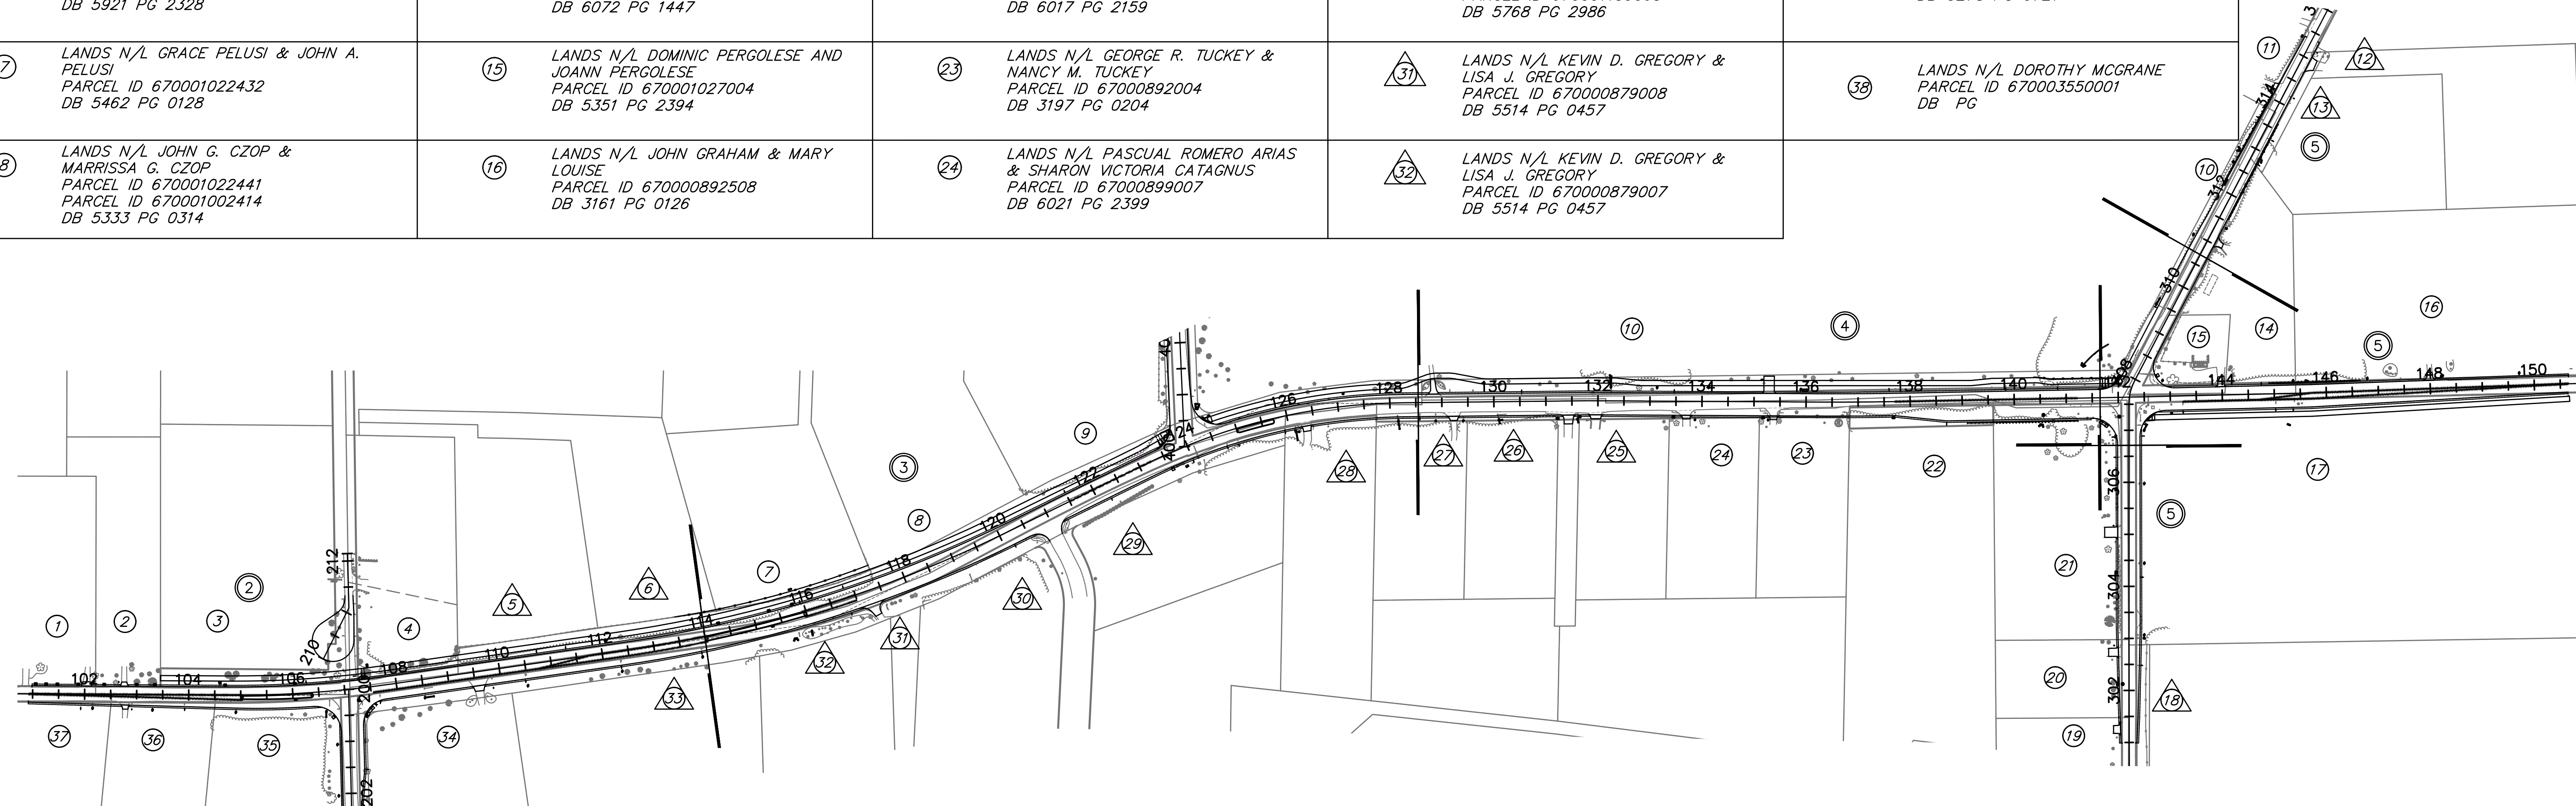 DB 5921 PG 2328
DB 6072 PG 1447
DB 6017 PG 2159
DB 5768 PG 2986
7
LANDS N/L GRACE PELUSI & JOHN A.
PELUSI
PARCEL ID 670001022432
DB 5462 PG 0128
15
LANDS N/L DOMINIC PERGOLESE AND
JOANN PERGOLESE
PARCEL ID 670001027004
DB 5351 PG 2394
23
LANDS N/L GEORGE R. TUCKEY &
NANCY M. TUCKEY
PARCEL ID 67000892004
DB 3197 PG 0204
31
LANDS N/L KEVIN D. GREGORY &
LISA J. GREGORY
PARCEL ID 670000879008
DB 5514 PG 0457
38
LANDS N/L DOROTHY MCGRANE
PARCEL ID 670003550001
DB PG
8
LANDS N/L JOHN G. CZOP &
MARRISSA G. CZOP
PARCEL ID 670001022441
PARCEL ID 670001002414
DB 5333 PG 0314
16
LANDS N/L JOHN GRAHAM & MARY
LOUISE
PARCEL ID 670000892508
DB 3161 PG 0126
24
LANDS N/L PASCUAL ROMERO ARIAS
& SHARON VICTORIA CATAGNUS
PARCEL ID 67000899007
DB 6021 PG 2399
32
LANDS N/L KEVIN D. GREGORY &
LISA J. GREGORY
PARCEL ID 670000879007
DB 5514 PG 0457
11
12
314
13
5
10
312
310
16
10
4
15
14
5
128
130
132
134
136
138
140
144
146
148
150
126
124
9
3
122
28
27
26
25
24
23
22
17
306
8
120
29
5
7
118
21
212
2
5
6
116
30
304
1
2
3
4
114
31
112
32
210
110
108
20
102
104
106
33
302
18
37
36
35
34
19
202